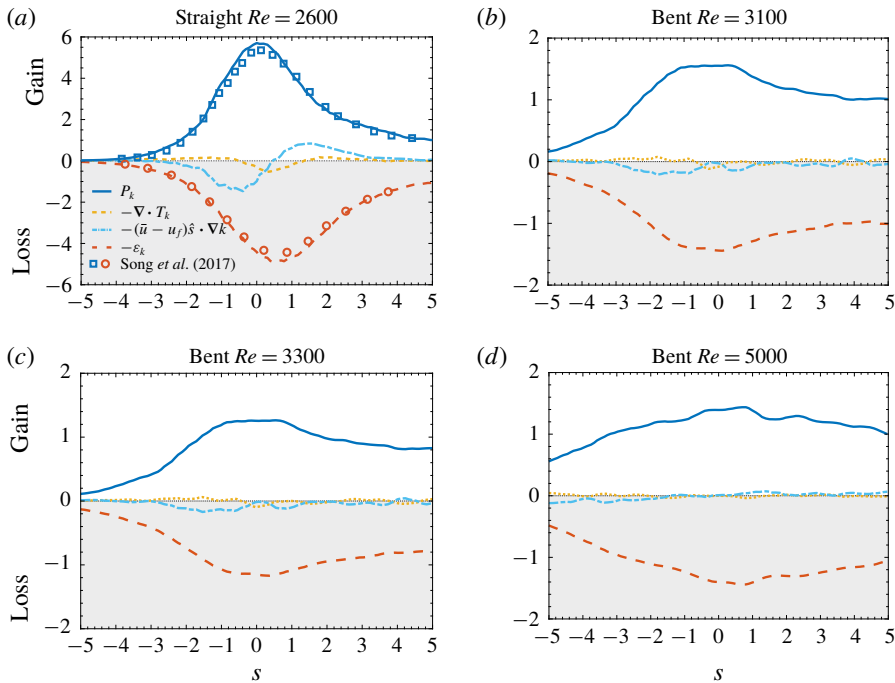 (a) Straight Re = 2600
Gain
Loss
6
4
2
0
−2
−4
−6
P_k
−∇ · T_k
−(ū − u_f)ŝ · ∇k
−ε_k
Song et al. (2017)
−5 −4 −3 −2 −1 0 1 2 3 4 5
(b) Bent Re = 3100
2
1
0
−1
−2
−5 −4 −3 −2 −1 0 1 2 3 4 5
(c) Bent Re = 3300
Gain
Loss
2
1
0
−1
−2
−5 −4 −3 −2 −1 0 1 2 3 4 5
s
(d) Bent Re = 5000
2
1
0
−1
−2
−5 −4 −3 −2 −1 0 1 2 3 4 5
s